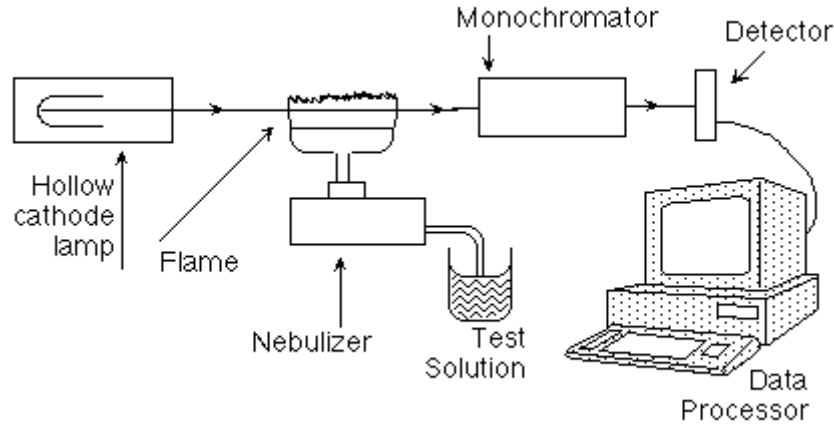 Monochromator
Detector
Hollow
cathode
lamp
Flame
Nebulizer
Test
Solution
Data
Processor